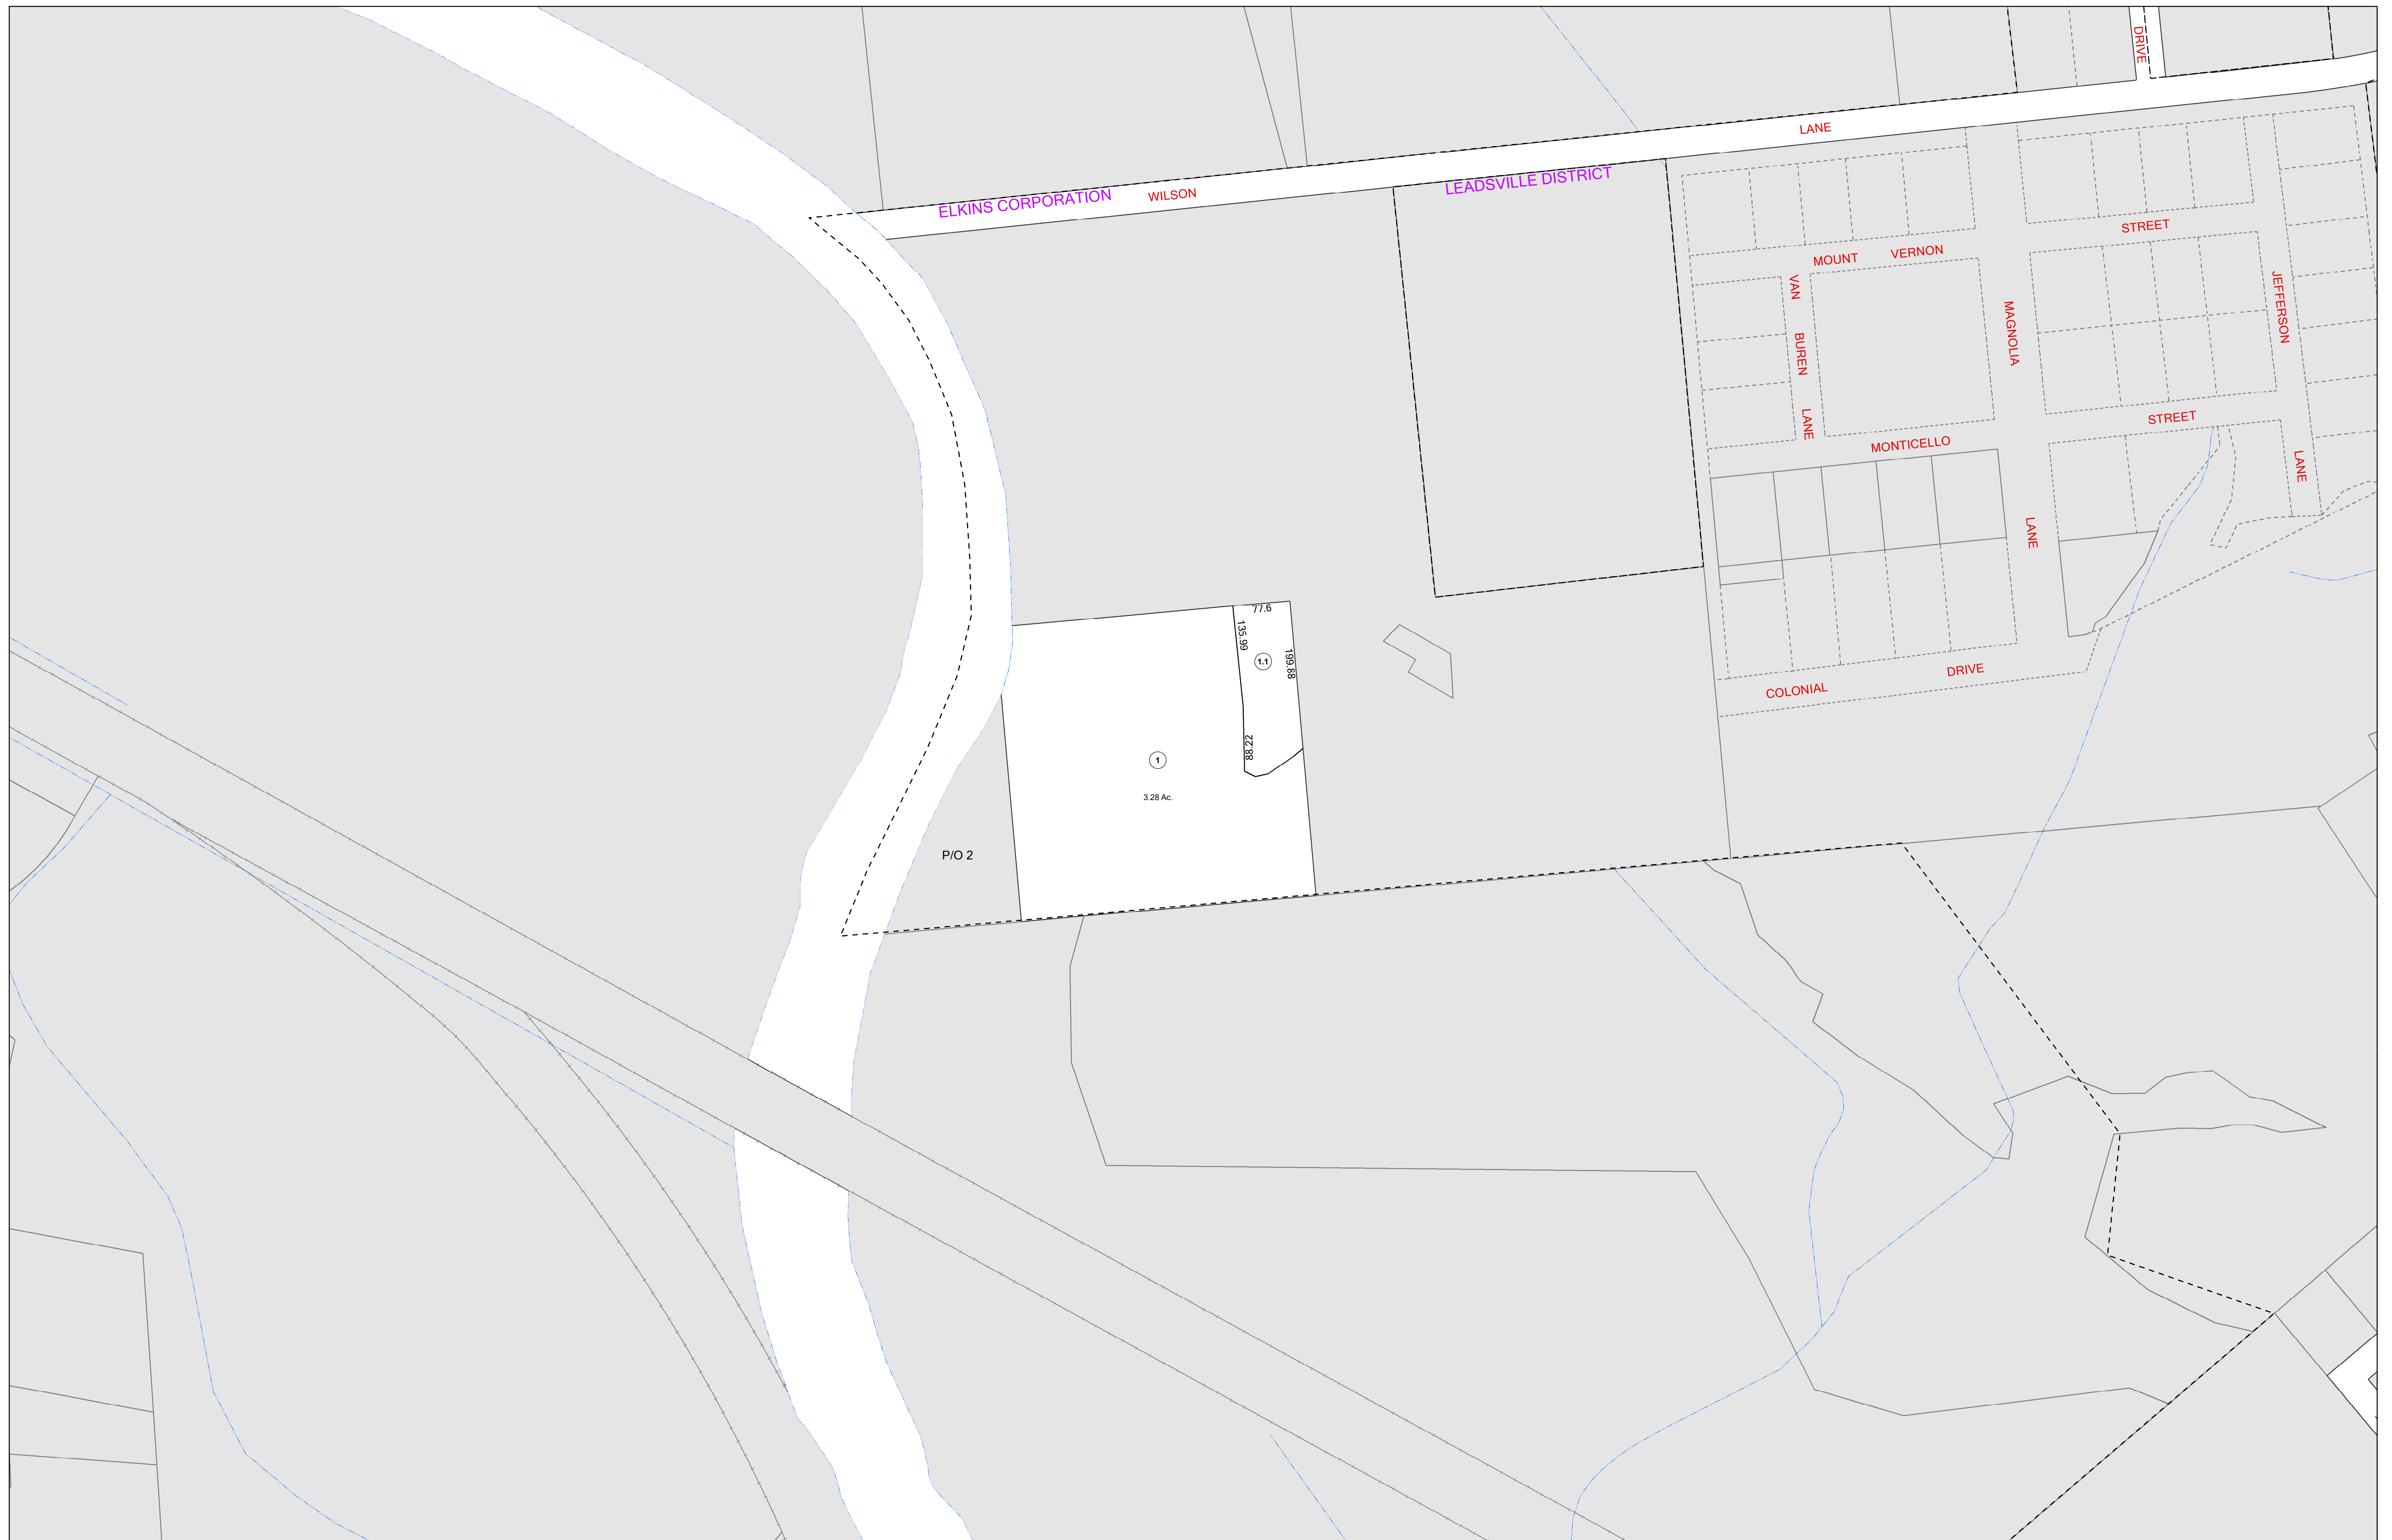 DRIVE
LANE
WILSON
ELKINS CORPORATION
LEADSVILLE DISTRICT
STREET
MOUNT VERNON
VAN BUREN LANE
MAGNOLIA
JEFFERSON
STREET
MONTICELLO
LANE
LANE
77.6
135.99
1.1
199.88
DRIVE
COLONIAL
88.22
1
3.28 Ac.
P/O 2